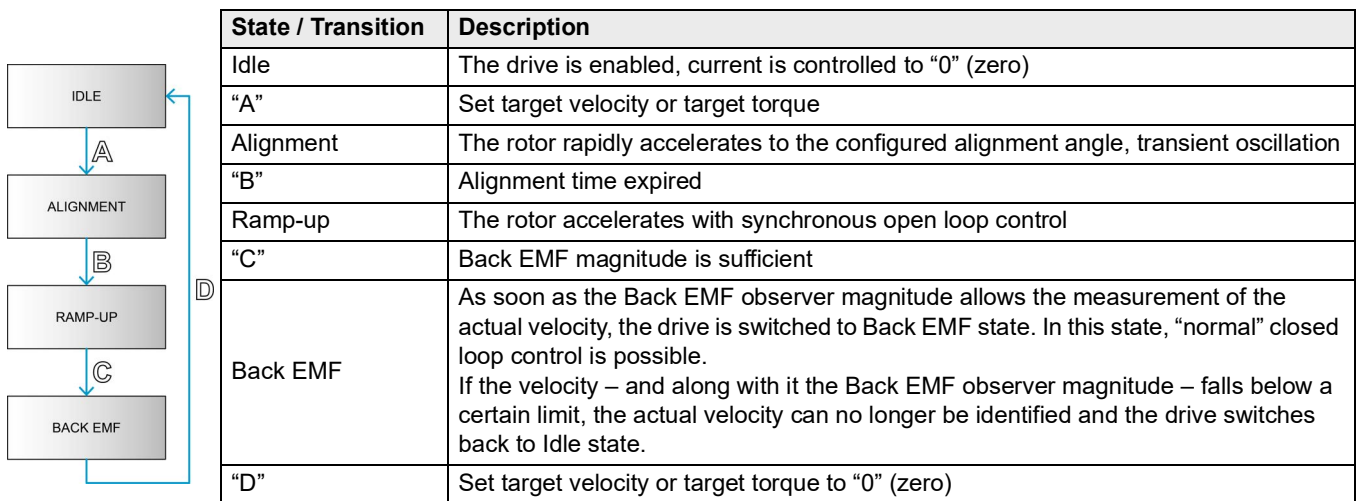 IDLE
A
ALIGNMENT
B
RAMP-UP
C
BACK EMF
D
State / Transition Description
Idle The drive is enabled, current is controlled to “0” (zero)
“A” Set target velocity or target torque
Alignment The rotor rapidly accelerates to the configured alignment angle, transient oscillation
“B” Alignment time expired
Ramp-up The rotor accelerates with synchronous open loop control
“C” Back EMF magnitude is sufficient
Back EMF
As soon as the Back EMF observer magnitude allows the measurement of the
actual velocity, the drive is switched to Back EMF state. In this state, “normal” closed
loop control is possible.
If the velocity – and along with it the Back EMF observer magnitude – falls below a
certain limit, the actual velocity can no longer be identified and the drive switches
back to Idle state.
“D” Set target velocity or target torque to “0” (zero)